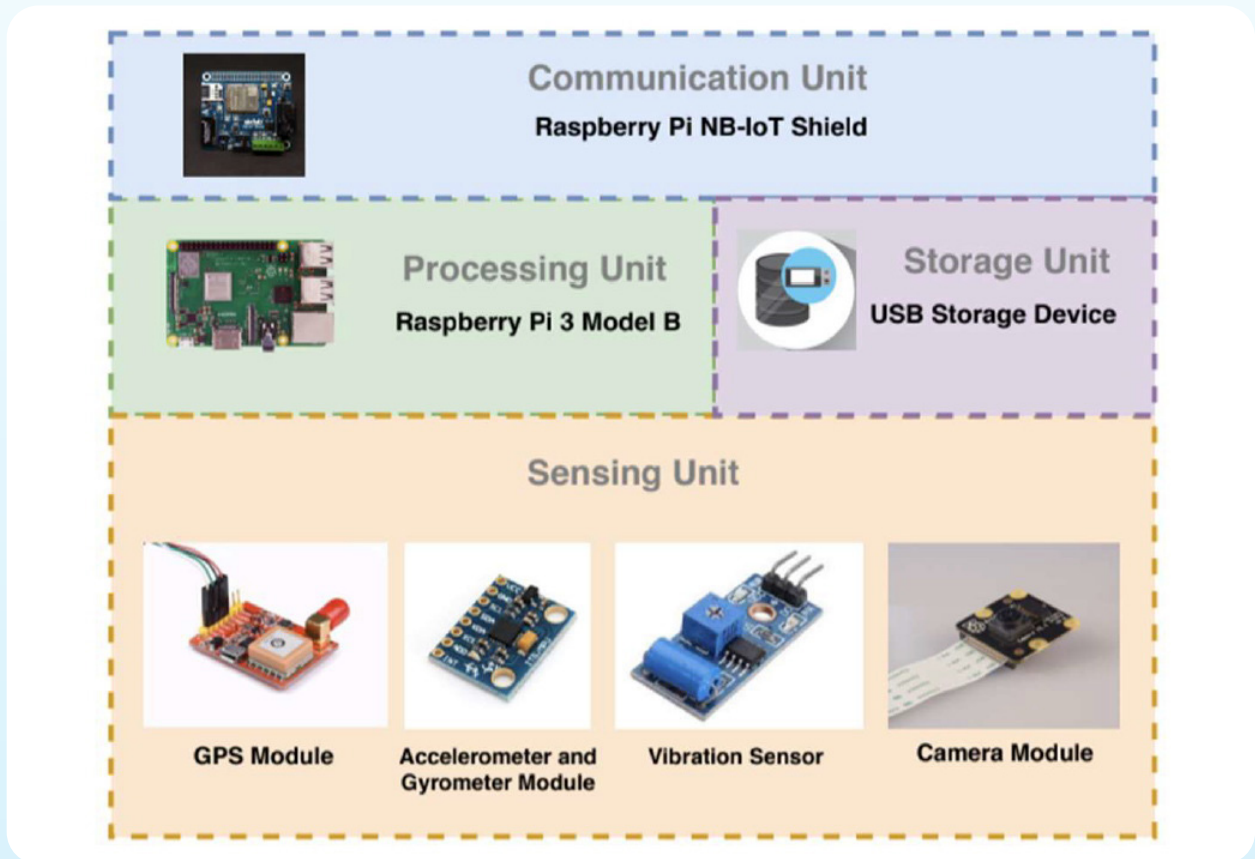 Communication Unit
Raspberry Pi NB-IoT Shield
Processing Unit
Raspberry Pi 3 Model B
Storage Unit
USB Storage Device
Sensing Unit
GPS Module
Accelerometer and
Gyrometer Module
Vibration Sensor
Camera Module